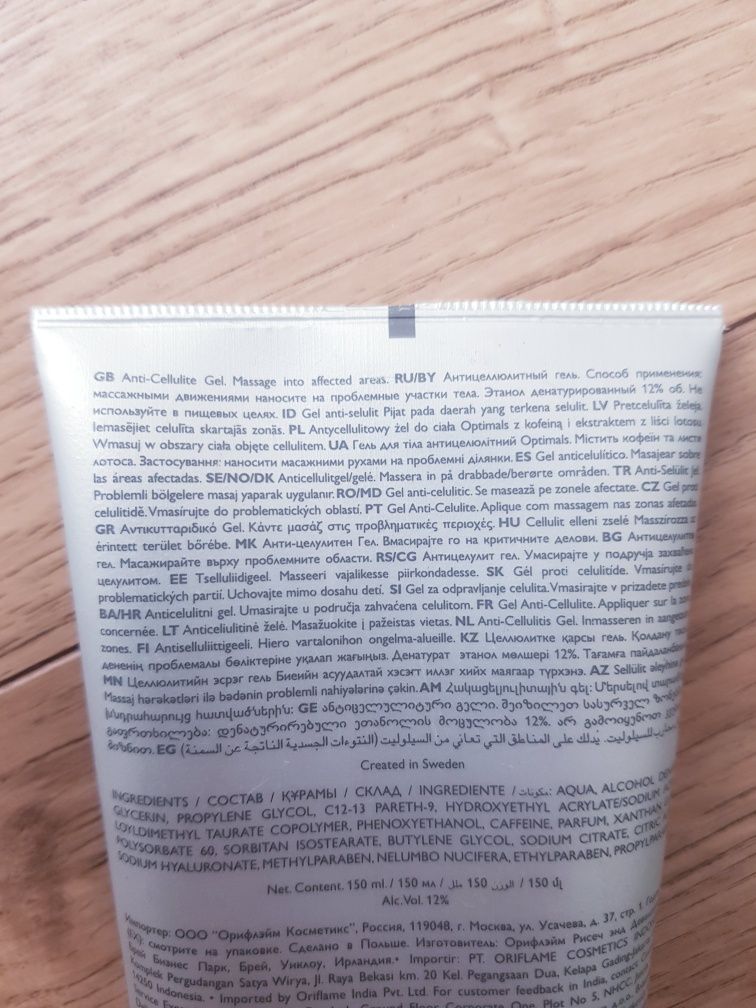 GB Anti-Cellulite Gel. Massage into affected areas. RU/BY Антицеллюлитный гель. Способ применения:
массажными движениями наносите на проблемные участки тела. Этанол денатурированный 12% об. Не
используйте в пищевых целях. ID Gel anti-selulit Pijat pada daerah yang terkena selulit. LV Pretcelulīta želeja.
Iemasējiet celulīta skartajās zonās. PL Antycellulitowy żel do ciała Optimals z kofeiną i ekstraktem z liści lotosu
Wmasuj w obszary ciała objęte cellulitem. UA Гель для тіла антицелюлітний Optimals. Містить кофеїн та листя
лотоса. Застосування: наносити масажними рухами на проблемні ділянки. ES Gel anticelulítico. Masajear sobre
las áreas afectadas. SE/NO/DK Anticellulitgel/gelé. Massera in på drabbade/berørte områden. TR Anti-Selülit Jel
Problemli bölgelere masaj yaparak uygulanır. RO/MD Gel anti-celulitic. Se masează pe zonele afectate. CZ Gel proti
celulitidě. Vmasírujte do problematických oblastí. PT Gel Anti-Celulite. Aplique com massagem nas zonas afetadas
GR Αντικυτταριδικό Gel. Κάντε μασάζ στις προβληματικές περιοχές. HU Cellulit elleni zselé Masszírozza
érintett terület bőrébe. MK Анти-целулитен Гел. Вмасирајте го на критичните делови. BG Антицелулитен
гел. Масажирайте върху проблемните области. RS/CG Антицелулит гел. Умасирајте у подручја захваћена
целулитом. EE Tselluliidigeel. Masseeri vajalikesse piirkondadesse. SK Gél proti celulitíde. Vmasírujte
problematických partií. Uchovajte mimo dosahu detí. SI Gel za odpravljanje celulita. Vmasirajte v prizadete predele
BA/HR Anticelulitni gel. Umasirajte u područja zahvaćena celulitom. FR Gel Anti-Cellulite. Appliquer sur la zone
concernée. LT Anticeliulitinė želė. Masažuokite į pažeistas vietas. NL Anti-Cellulitis Gel. Inmasseren in aangetaste
zones. FI Antiselluliittigeeli. Hiero vartalonihon ongelma-alueille. KZ Целлюлитке қарсы гель. Қолдану
дененің проблемалы бөліктеріне уқалап жағыңыз. Денатурат этанол мөлшері 12%. Тағамға пайдаланбаңыз
MN Целлюлитийн эсрэг гель Биеийн асуудалтай хэсэгт иллэг хийх маягаар түрхэнэ. AZ Sellülit əleyhinə
Massaj hərəkətləri ilə bədənin problemli nahiyələrinə çəkin. AM Հակացելյուլիտային գել: Մերսելով
խնդրահարույց հատվածներին: GE ანტიცელულიტური გელი. შეიზილეთ სასურველ
გაფრთხილება: დენატურირებული ეთანოლის მოცულობა 12%. არ გამოიყენოთ
მიზნით. EG يدلك على المناطق التي تعاني من السيلوليت (النتوءات الجسدية الناتجة عن السمنة)
Created in Sweden
INGREDIENTS / СОСТАВ / ҚҰРАМЫ / СКЛАД / INGREDIENTE / مكونات: AQUA, ALCOHOL
GLYCERIN, PROPYLENE GLYCOL, C12-13 PARETH-9, HYDROXYETHYL ACRYLATE/SODIUM
LOYLDIMETHYL TAURATE COPOLYMER, PHENOXYETHANOL, CAFFEINE, PARFUM, XANTHAN
POLYSORBATE 60, SORBITAN ISOSTEARATE, BUTYLENE GLYCOL, SODIUM CITRATE, CITRIC
SODIUM HYALURONATE, METHYLPARABEN, NELUMBO NUCIFERA, ETHYLPARABEN,
Net. Content. 150 ml. / 150 мл / الوزن 150 مل / 150 մլ
Alc.Vol. 12%
Импортер: ООО "Орифлэйм Косметикс", Россия, 119048, г. Москва, ул. Усачева, д. 37, стр. 1.
(EX): смотрите на упаковке. Сделано в Польше. Изготовитель: Орифлэйм Рисеч энд
Брей Бизнес Парк, Брей, Уиклоу, Ирландия.• Importir: PT. ORIFLAME COSMETICS
Komplek Pergudangan Satya Wirya, Jl. Raya Bekasi km. 20 Kel. Pegangsaan Dua, Kelapa Gading
14250 Indonesia. • Imported by Oriflame India Pvt. Ltd. For customer feedback in India, contact
Ground Floor Corporate One, Plot No 5, NHCC